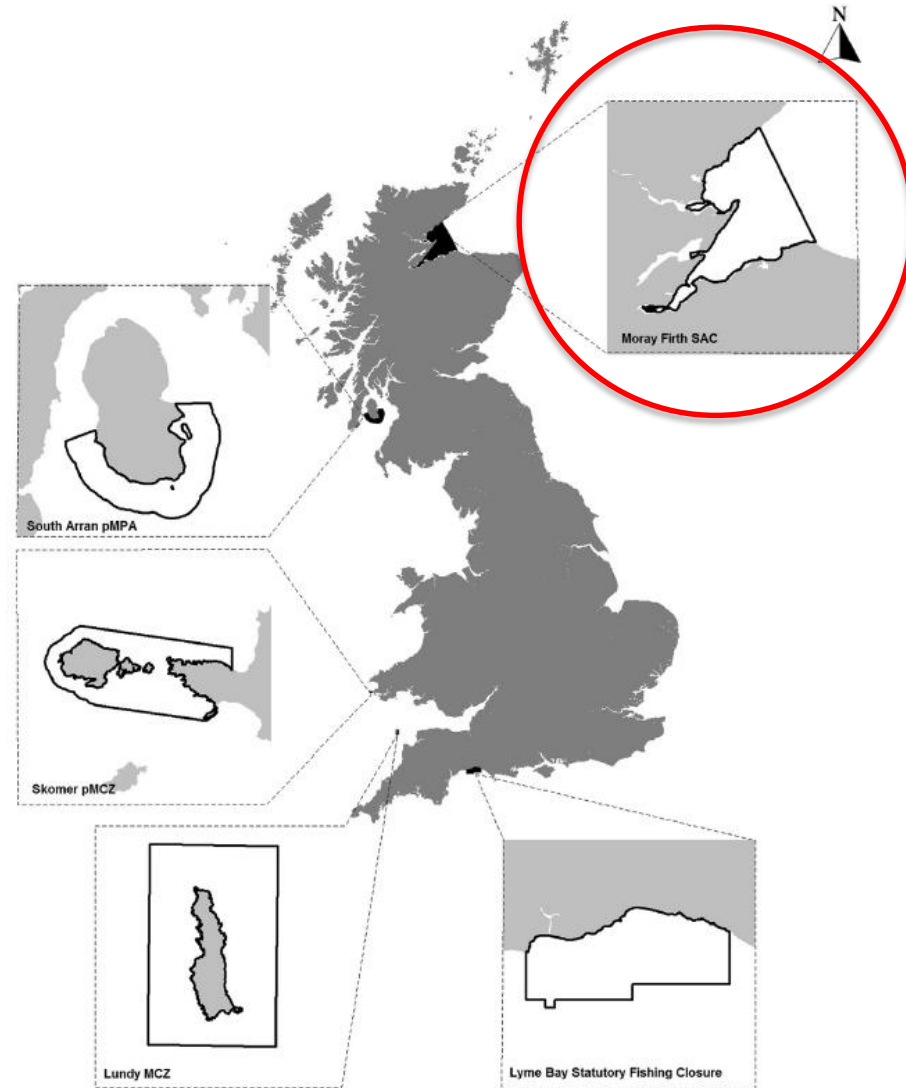 N
Moray Firth SAC
South Arran pMPA
Skomer pMCZ
Lundy MCZ
Lyme Bay Statutory Fishing Closure